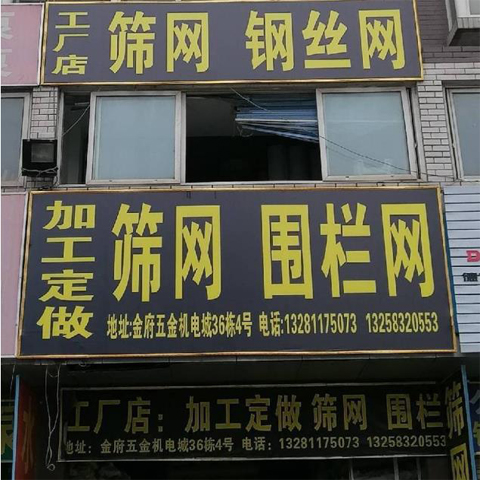 工厂店 筛网 钢丝网
加工定做 筛网 围栏网
地址:金府五金机电城36栋4号 电话:13281175073 13258320553
工厂店：加工定做 筛网 围栏
地址：金府五金机电城36栋4号 电话：13281175073 13258320553
筛网